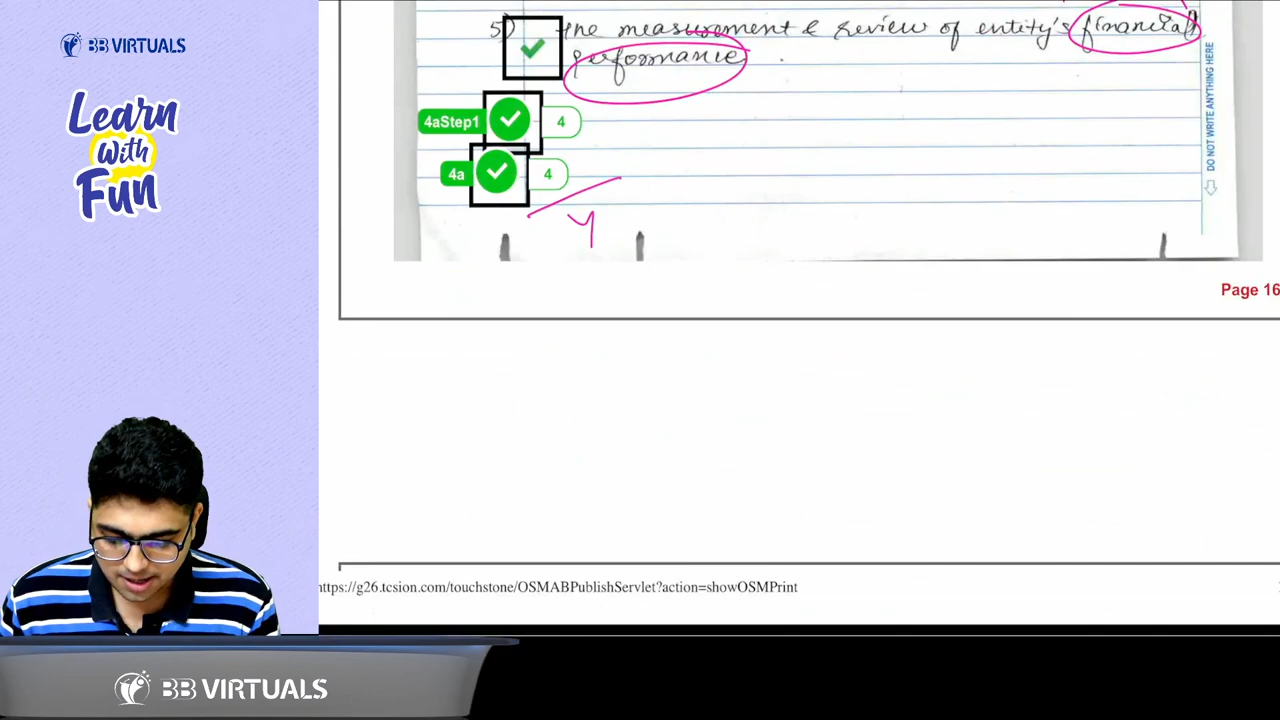 BB VIRTUALS
Learn
With
Fun
5) The measurement & review of entity's financial
performance.
4aStep1 4
4a 4
4
DO NOT WRITE ANYTHING HERE
Page 16
https://g26.tcsion.com/touchstone/OSMABPublishServlet?action=showOSMPrint
BB VIRTUALS